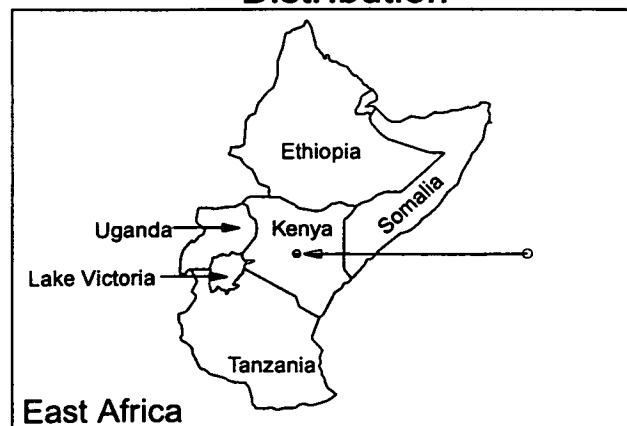 Distribution
Ethiopia
Somalia
Uganda
Kenya
Lake Victoria
Tanzania
East Africa